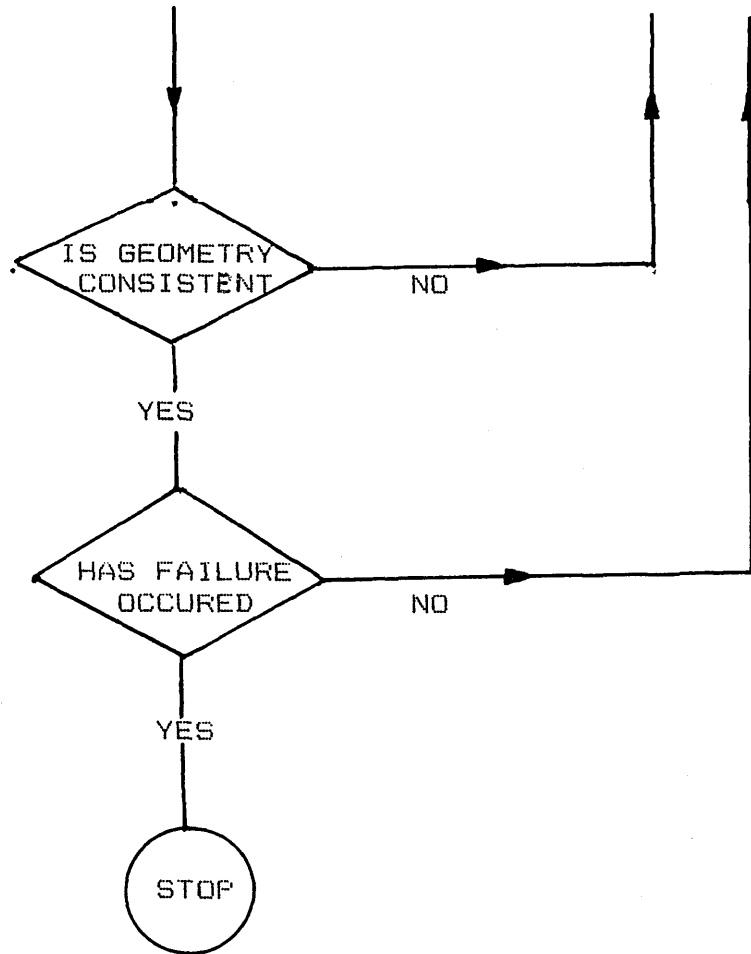 IS GEOMETRY
CONSISTENT
NO
YES
HAS FAILURE
OCCURED
NO
YES
STOP